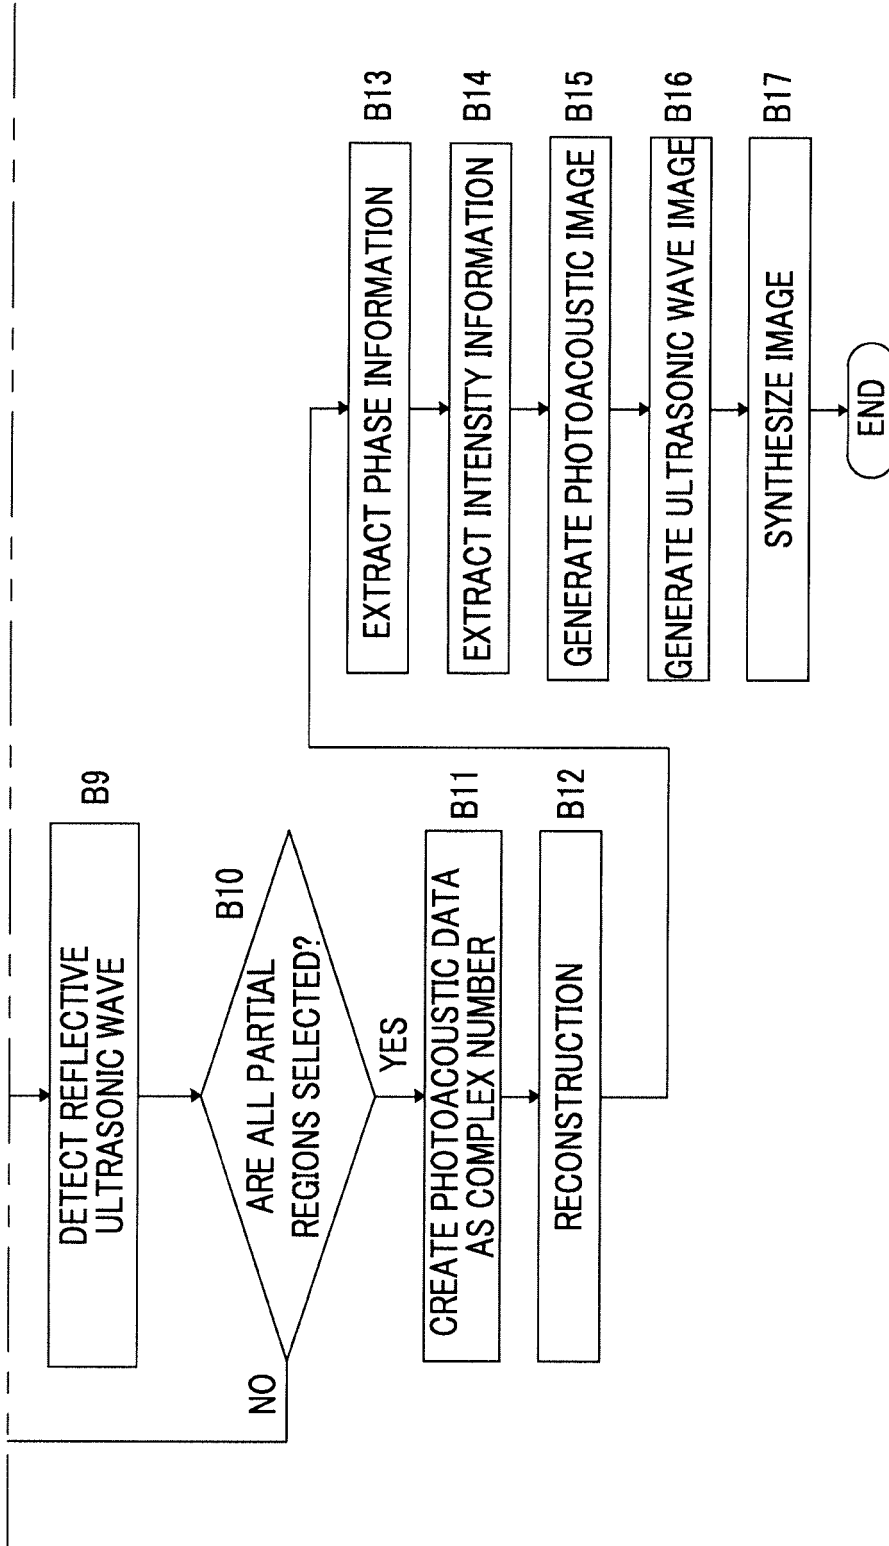 DETECT REFLECTIVE
ULTRASONIC WAVE
B9
ARE ALL PARTIAL
REGIONS SELECTED?
B10
NO
YES
CREATE PHOTOACOUSTIC DATA
AS COMPLEX NUMBER
B11
RECONSTRUCTION
B12
EXTRACT PHASE INFORMATION
B13
EXTRACT INTENSITY INFORMATION
B14
GENERATE PHOTOACOUSTIC IMAGE
B15
GENERATE ULTRASONIC WAVE IMAGE
B16
SYNTHESIZE IMAGE
B17
END